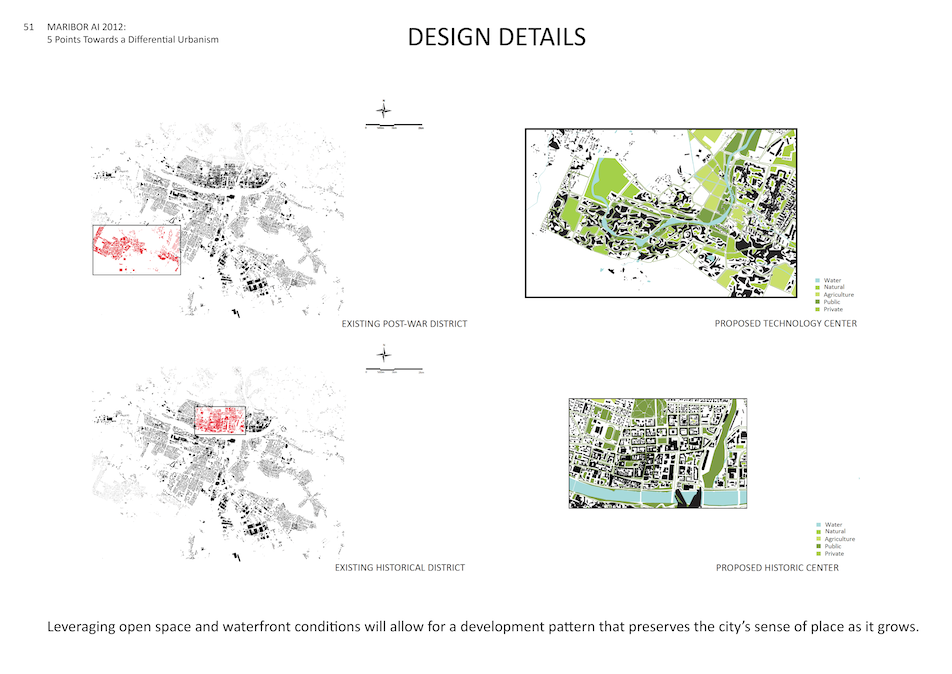 51 MARIBOR AI 2012:
5 Points Towards a Differential Urbanism
DESIGN DETAILS
Water
Natural
Agriculture
Public
Private
EXISTING POST-WAR DISTRICT
PROPOSED TECHNOLOGY CENTER
Water
Natural
Agriculture
Public
Private
EXISTING HISTORICAL DISTRICT
PROPOSED HISTORIC CENTER
Leveraging open space and waterfront conditions will allow for a development pattern that preserves the city’s sense of place as it grows.